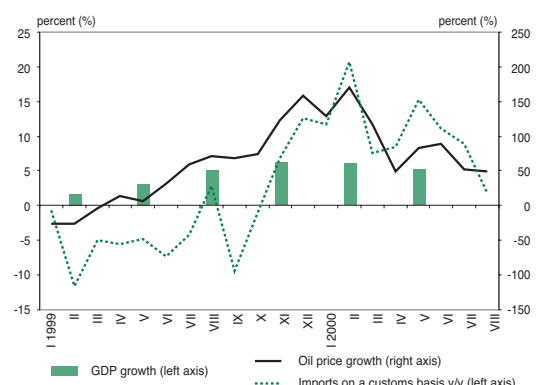 percent (%) percent (%)
25 250
20 200
15 150
10 100
5 50
0 0
-5 -50
-10 -100
-15 -150
I 1999 II III IV V VI VII VIII IX X XI XII I 2000 II III IV V VI VII VIII
GDP growth (left axis) Oil price growth (right axis)
Imports on a customs basis y/y (left axis)